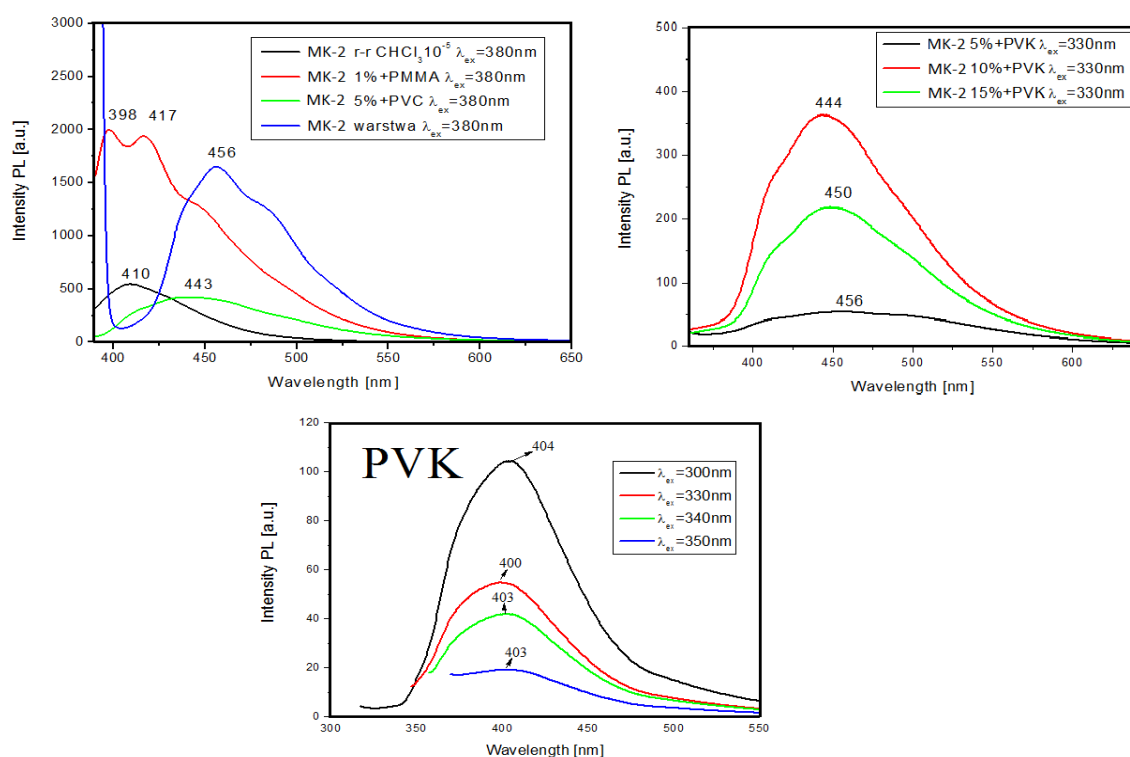 3000
2500
2000
1500
1000
500
0
Intensity PL [a.u.]
398
417
456
410
443
MK-2 r-r CHCl₃10⁻⁵ λex=380nm
MK-2 1%+PMMA λex=380nm
MK-2 5%+PVC λex=380nm
MK-2 warstwa λex=380nm
400 450 500 550 600 650
Wavelength [nm]
500
400
300
200
100
0
Intensity PL [a.u.]
444
450
456
MK-2 5%+PVK λex=330nm
MK-2 10%+PVK λex=330nm
MK-2 15%+PVK λex=330nm
400 450 500 550 600
Wavelength [nm]
120
100
80
60
40
20
0
Intensity PL [a.u.]
PVK
404
400
403
403
λex=300nm
λex=330nm
λex=340nm
λex=350nm
300 350 400 450 500 550
Wavelength [nm]